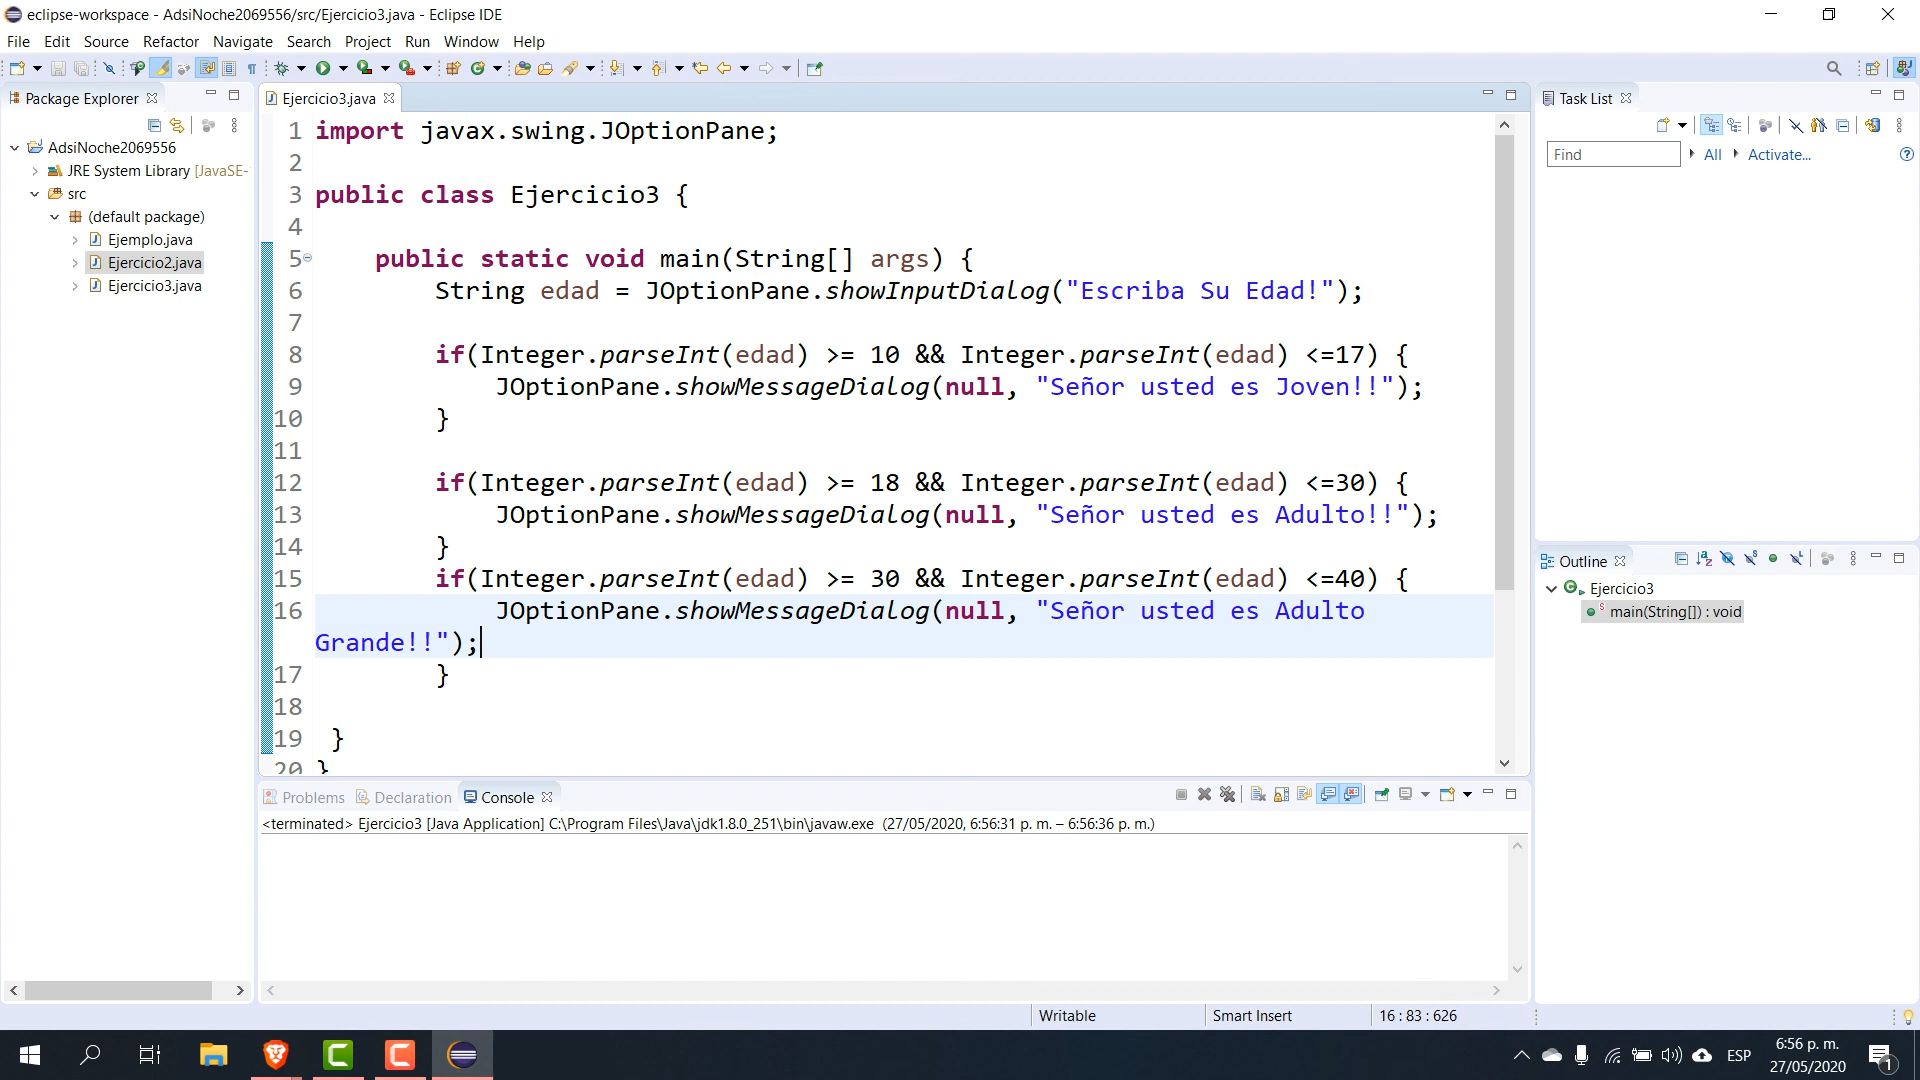 eclipse-workspace - AdsiNoche2069556/src/Ejercicio3.java - Eclipse IDE
File Edit Source Refactor Navigate Search Project Run Window Help
Package Explorer
AdsiNoche2069556
JRE System Library [JavaSE-
src
(default package)
Ejemplo.java
Ejercicio2.java
Ejercicio3.java
Ejercicio3.java
1 import javax.swing.JOptionPane;
2
3 public class Ejercicio3 {
4
5 public static void main(String[] args) {
6 String edad = JOptionPane.showInputDialog("Escriba Su Edad!");
7
8 if(Integer.parseInt(edad) >= 10 && Integer.parseInt(edad) <=17) {
9 JOptionPane.showMessageDialog(null, "Señor usted es Joven!!");
10 }
11
12 if(Integer.parseInt(edad) >= 18 && Integer.parseInt(edad) <=30) {
13 JOptionPane.showMessageDialog(null, "Señor usted es Adulto!!");
14 }
15 if(Integer.parseInt(edad) >= 30 && Integer.parseInt(edad) <=40) {
16 JOptionPane.showMessageDialog(null, "Señor usted es Adulto
Grande!!");
17 }
18
19 }
20 }
Problems Declaration Console
<terminated> Ejercicio3 [Java Application] C:\Program Files\Java\jdk1.8.0_251\bin\javaw.exe (27/05/2020, 6:56:31 p. m. – 6:56:36 p. m.)
Task List
Find All Activate...
Outline
Ejercicio3
main(String[]) : void
Writable Smart Insert 16 : 83 : 626
ESP
6:56 p. m.
27/05/2020
1